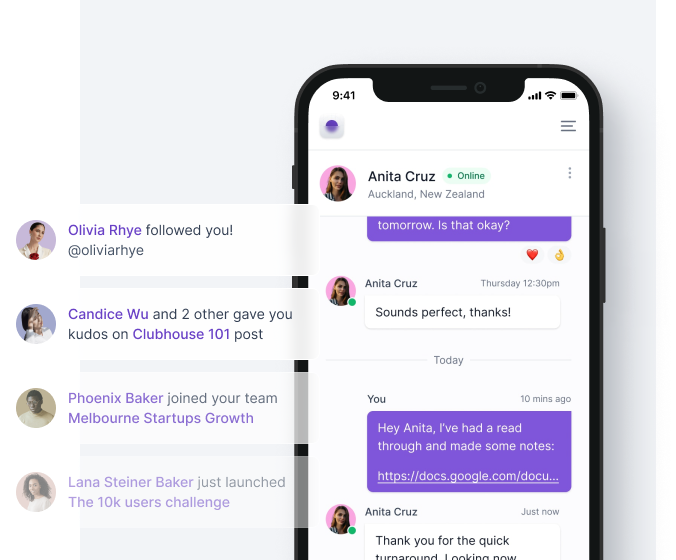 9:41
Anita Cruz
Online
Auckland, New Zealand
tomorrow. Is that okay?
❤️ 👌
Anita Cruz
Thursday 12:30pm
Sounds perfect, thanks!
Today
You
10 mins ago
Hey Anita, I've had a read
through and made some notes:
https://docs.google.com/docu...
Anita Cruz
Just now
Thank you for the quick
turnaround. Looking now
Olivia Rhye followed you!
@oliviarhye
Candice Wu and 2 other gave you
kudos on Clubhouse 101 post
Phoenix Baker joined your team
Melbourne Startups Growth
Lana Steiner Baker just launched
The 10k users challenge